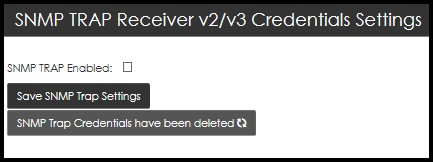 SNMP TRAP Receiver v2/v3 Credentials Settings
SNMP TRAP Enabled:
Save SNMP Trap Settings
SNMP Trap Credentials have been deleted